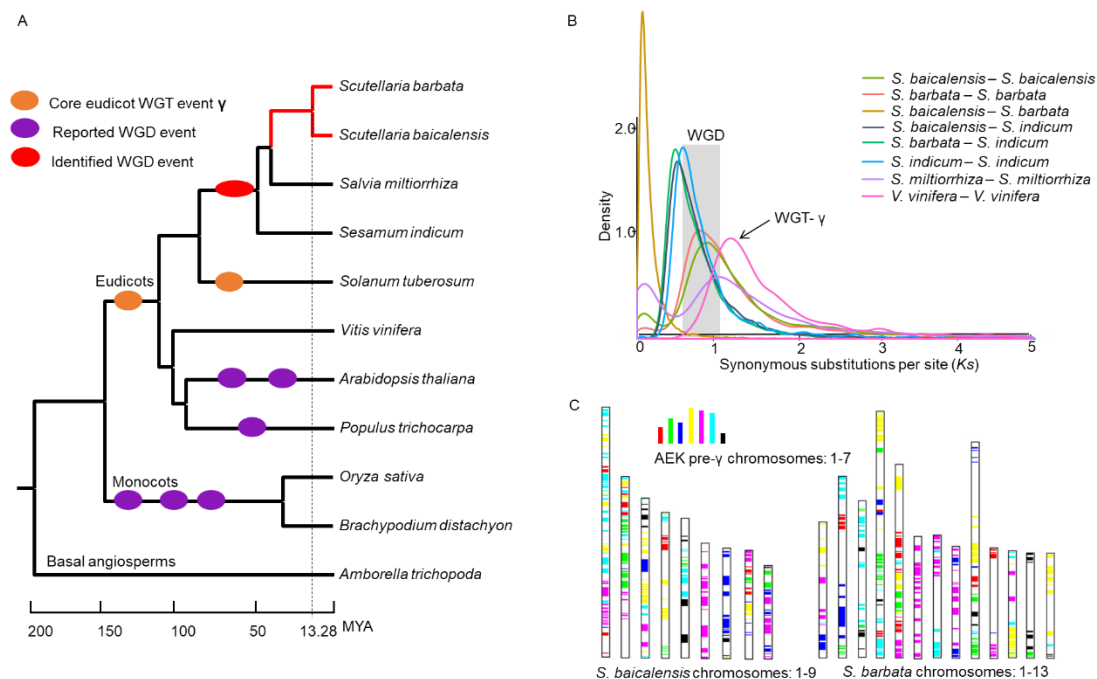 A
Core eudicot WGT event γ
Reported WGD event
Identified WGD event
Eudicots
Monocots
Basal angiosperms
Scutellaria barbata
Scutellaria baicalensis
Salvia miltiorrhiza
Sesamum indicum
Solanum tuberosum
Vitis vinifera
Arabidopsis thaliana
Populus trichocarpa
Oryza sativa
Brachypodium distachyon
Amborella trichopoda
200 150 100 50 13.28 MYA
B
S. baicalensis – S. baicalensis
S. barbata – S. barbata
S. baicalensis – S. barbata
S. baicalensis – S. indicum
S. barbata – S. indicum
S. indicum – S. indicum
S. miltiorrhiza – S. miltiorrhiza
V. vinifera – V. vinifera
WGD
WGT- γ
Density
2.0
1.0
0 1 2 3 4 5
Synonymous substitutions per site (Ks)
C
AEK pre-γ chromosomes: 1-7
S. baicalensis chromosomes: 1-9
S. barbata chromosomes: 1-13